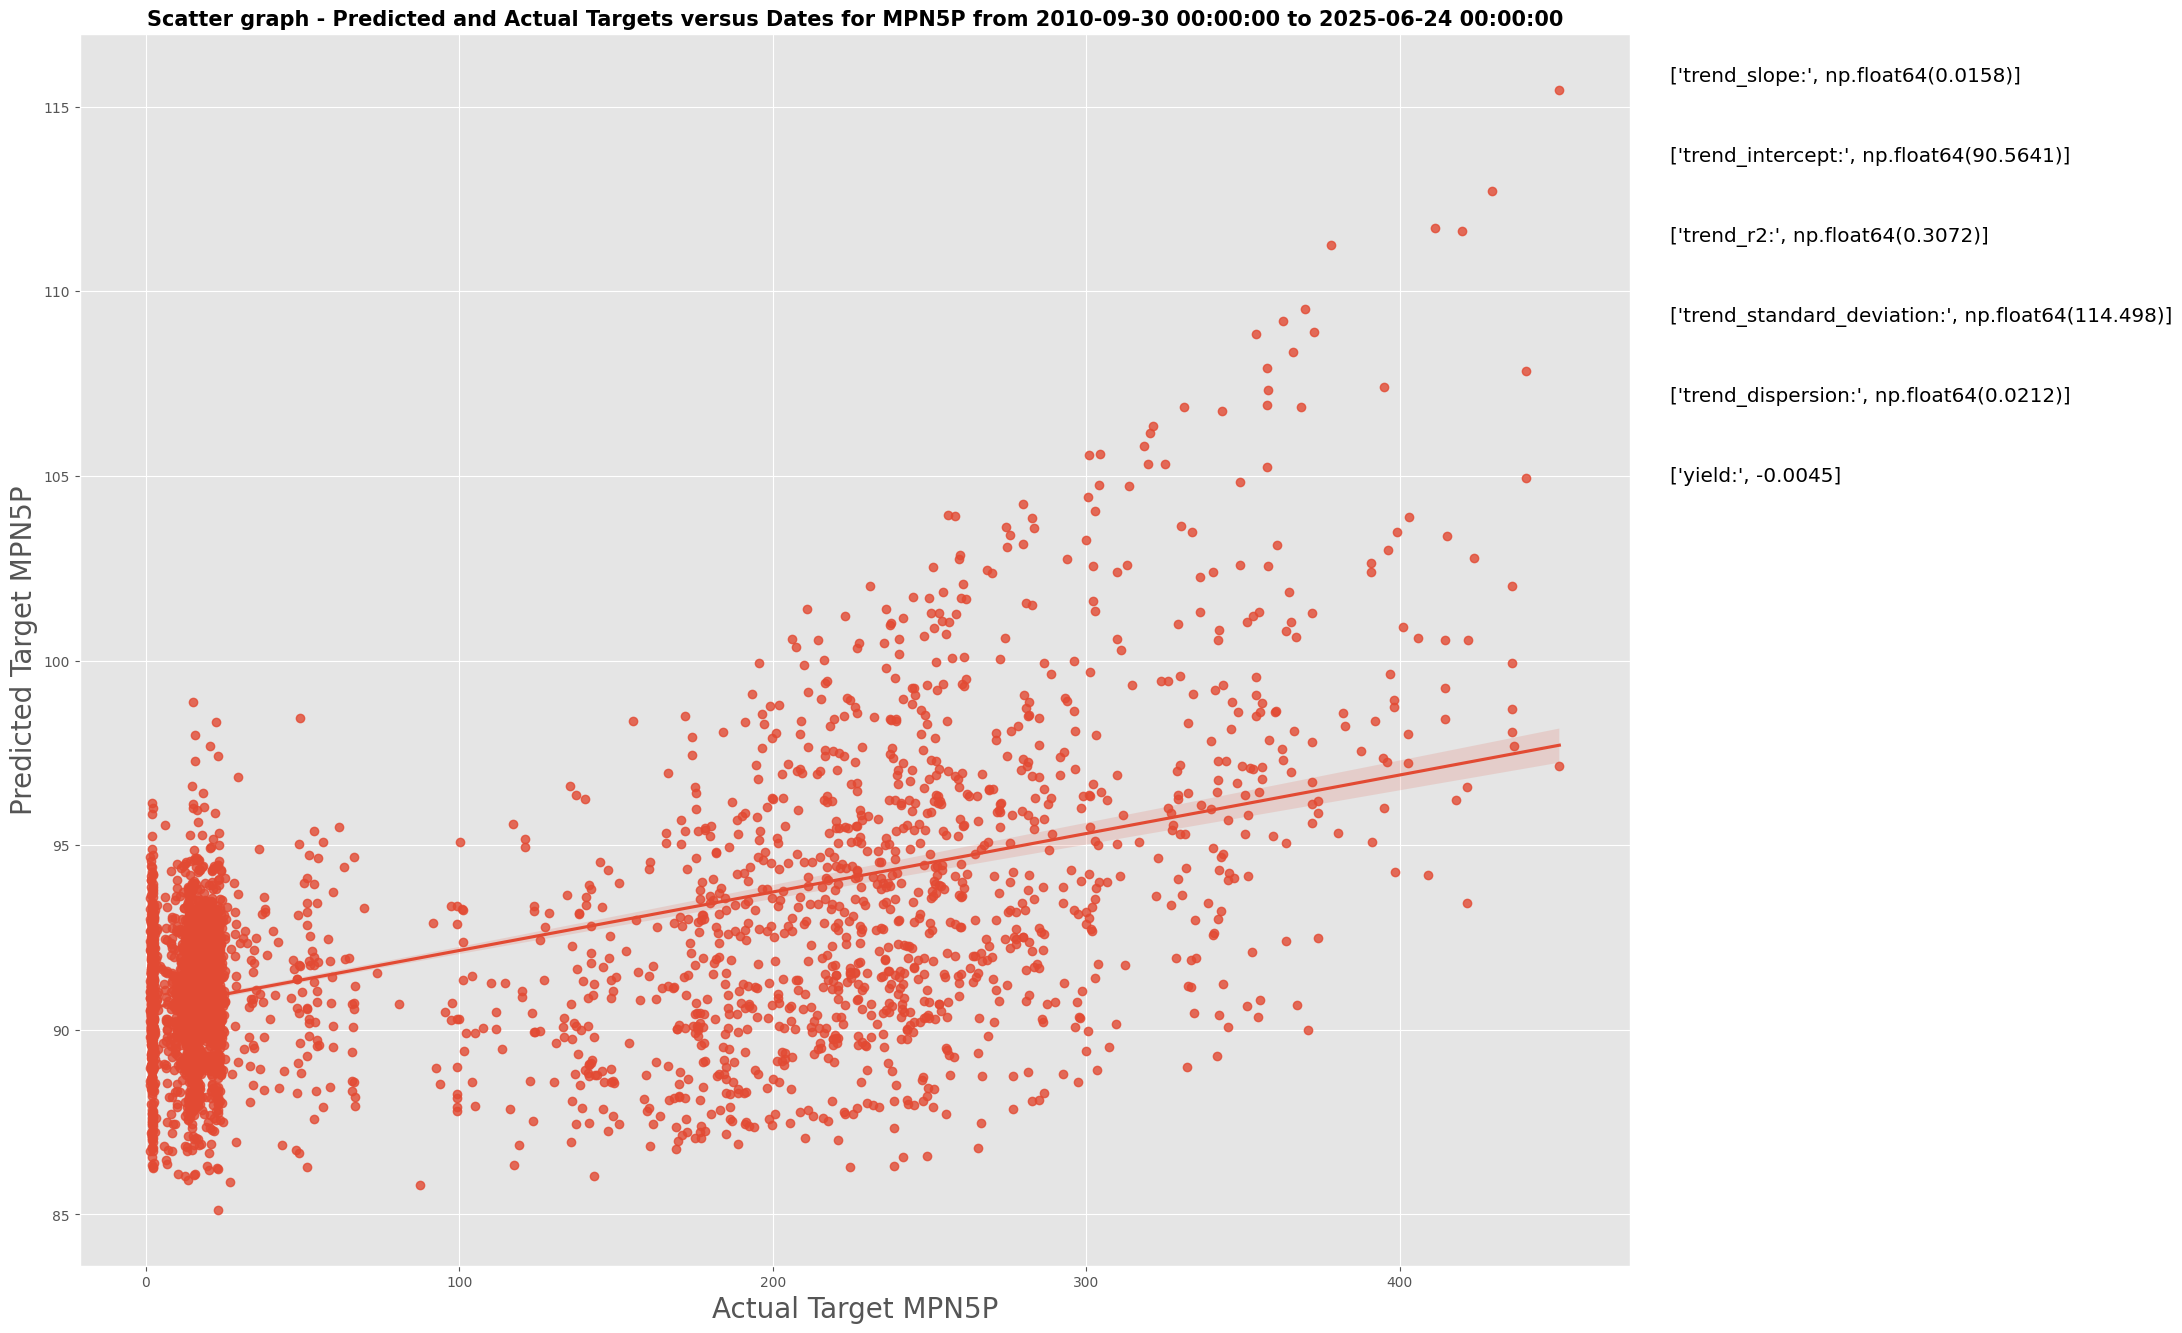 Scatter graph - Predicted and Actual Targets versus Dates for MPN5P from 2010-09-30 00:00:00 to 2025-06-24 00:00:00
['trend_slope:', np.float64(0.0158)]
['trend_intercept:', np.float64(90.5641)]
['trend_r2:', np.float64(0.3072)]
['trend_standard_deviation:', np.float64(114.498)]
['trend_dispersion:', np.float64(0.0212)]
['yield:', -0.0045]
Predicted Target MPN5P
115
110
105
100
95
90
85
0 100 200 300 400
Actual Target MPN5P